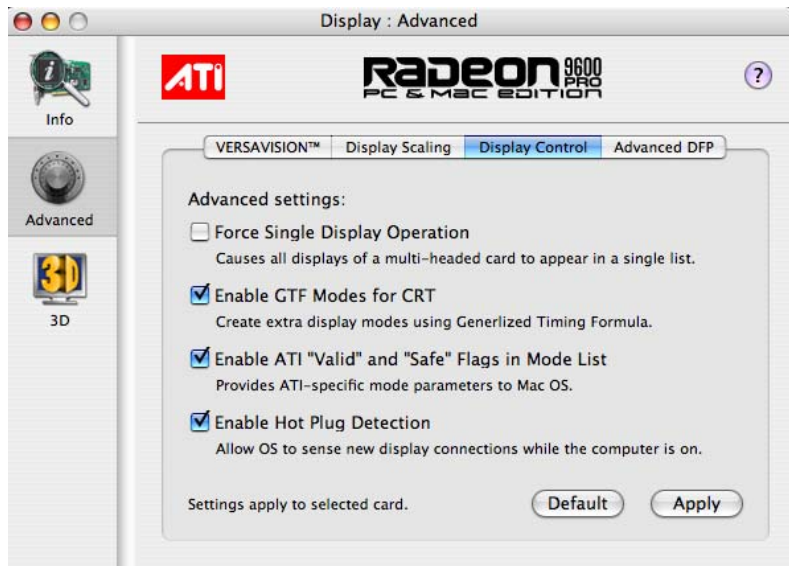 Display : Advanced
Info
Advanced
3D
3D
ATI
RADEON 9600 PRO
PC & MAC EDITION
?
VERSAVISION™ Display Scaling Display Control Advanced DFP
Advanced settings:
Force Single Display Operation
Causes all displays of a multi-headed card to appear in a single list.
Enable GTF Modes for CRT
Create extra display modes using Generlized Timing Formula.
Enable ATI "Valid" and "Safe" Flags in Mode List
Provides ATI-specific mode parameters to Mac OS.
Enable Hot Plug Detection
Allow OS to sense new display connections while the computer is on.
Settings apply to selected card. Default Apply